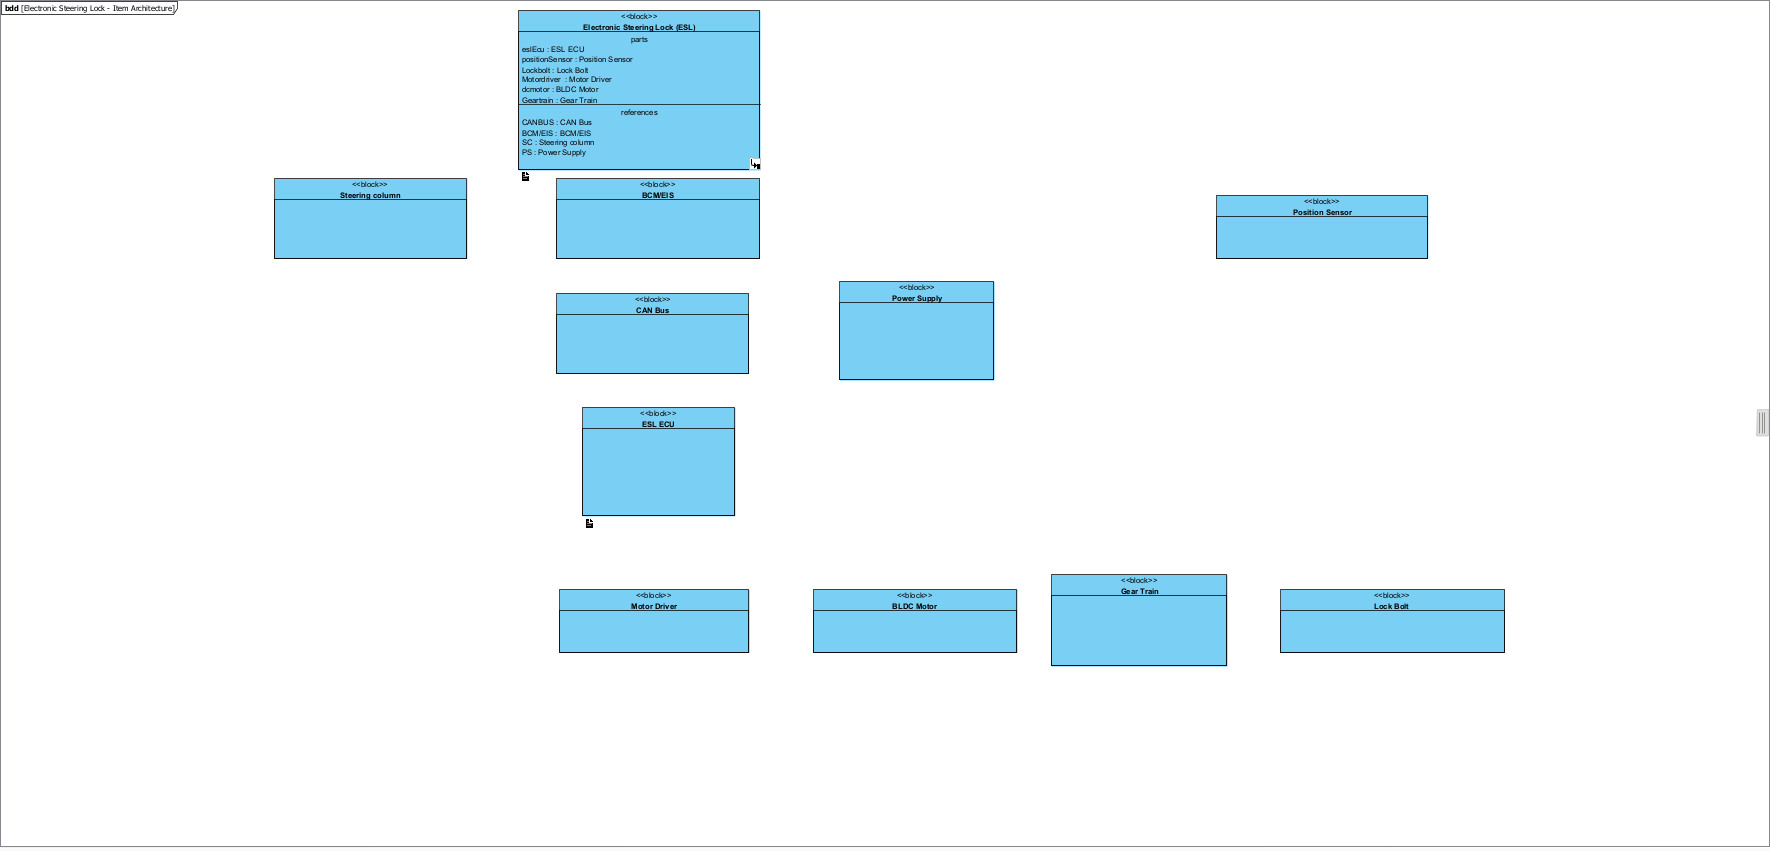 bdd [Electronic Steering Lock - Item Architecture]
<<block>>
Electronic Steering Lock (ESL)
parts
eslEcu : ESL ECU
positionSensor : Position Sensor
Lockbolt : Lock Bolt
Motordriver : Motor Driver
dcmotor : BLDC Motor
Geartrain : Gear Train
references
CANBUS : CAN Bus
BCM/EIS : BCM/EIS
SC : Steering column
PS : Power Supply
<<block>>
Steering column
<<block>>
BCM/EIS
<<block>>
Position Sensor
<<block>>
CAN Bus
<<block>>
Power Supply
<<block>>
ESL ECU
<<block>>
Motor Driver
<<block>>
BLDC Motor
<<block>>
Gear Train
<<block>>
Lock Bolt